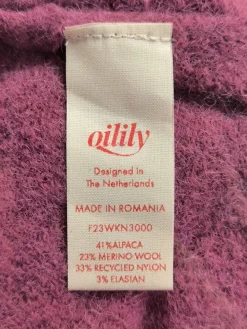 oilily
Designed in
The Netherlands
MADE IN ROMANIA
F23WKN3000
41%ALPACA
23% MERINO WOOL
33% RECYCLED NYLON
3% ELASTAN